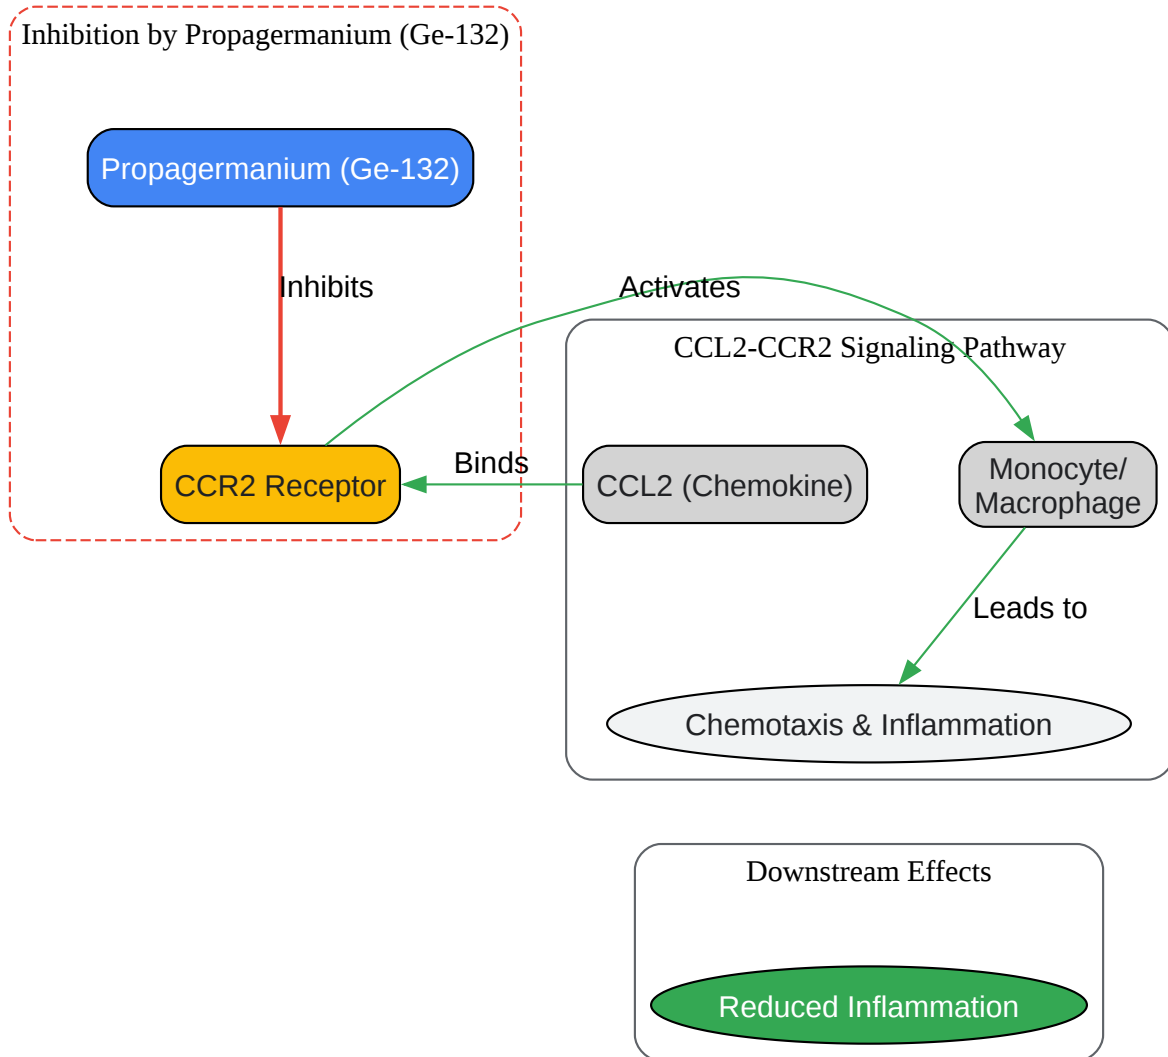 Inhibition by Propagermanium (Ge-132)
Propagermanium (Ge-132)
Inhibits
Activates
CCL2-CCR2 Signaling Pathway
CCR2 Receptor
Binds
CCL2 (Chemokine)
Monocyte/
Macrophage
Leads to
Chemotaxis & Inflammation
Downstream Effects
Reduced Inflammation